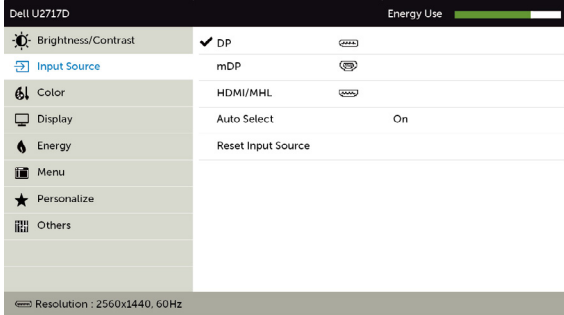 Dell U2717D Energy Use
Brightness/Contrast
Input Source
Color
Display
Energy
Menu
Personalize
Others
DP
mDP
HDMI/MHL
Auto Select On
Reset Input Source
Resolution : 2560x1440, 60Hz